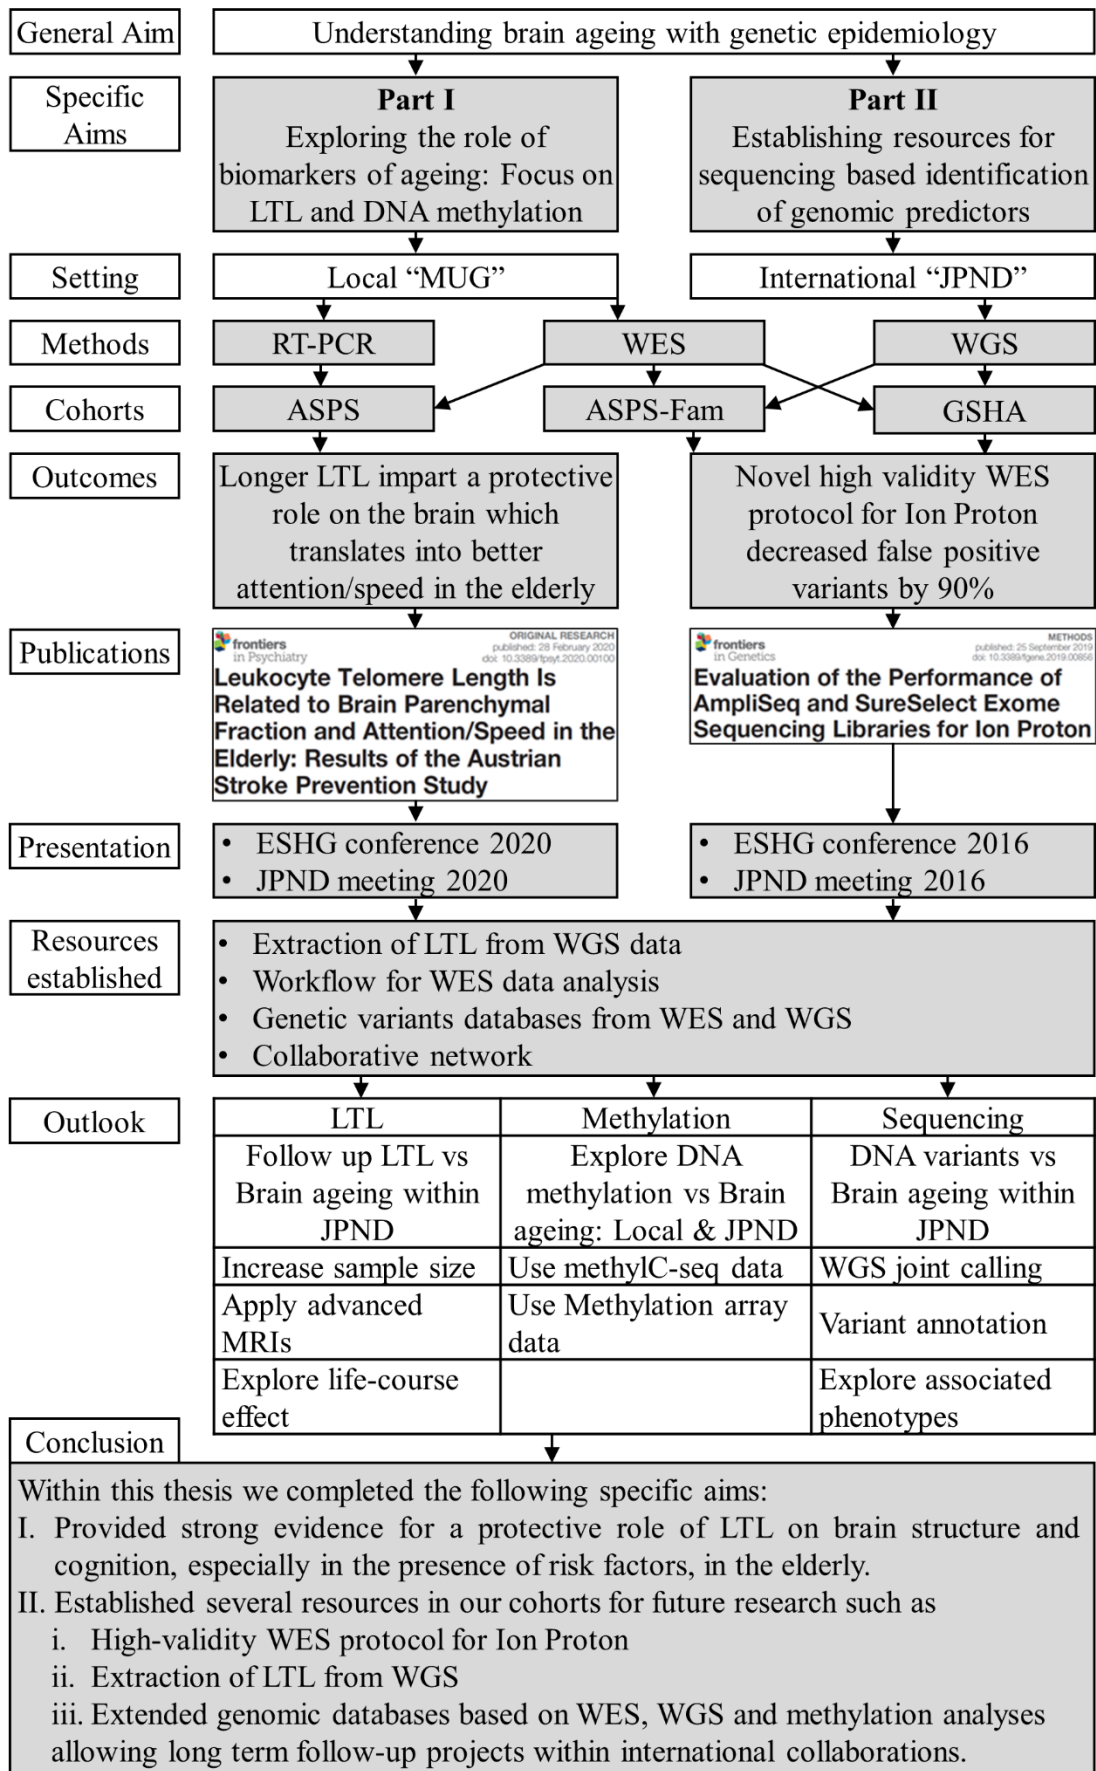 General Aim
Understanding brain ageing with genetic epidemiology
Specific
Aims
Part I
Exploring the role of
biomarkers of ageing: Focus on
LTL and DNA methylation
Part II
Establishing resources for
sequencing based identification
of genomic predictors
Setting
Local “MUG”
International “JPND”
Methods
RT-PCR
WES
WGS
Cohorts
ASPS
ASPS-Fam
GSHA
Outcomes
Longer LTL impart a protective
role on the brain which
translates into better
attention/speed in the elderly
Novel high validity WES
protocol for Ion Proton
decreased false positive
variants by 90%
Publications
frontiers
in Psychiatry
ORIGINAL RESEARCH
published: 28 February 2020
doi: 10.3389/fpsyt.2020.00100
Leukocyte Telomere Length Is
Related to Brain Parenchymal
Fraction and Attention/Speed in the
Elderly: Results of the Austrian
Stroke Prevention Study
frontiers
in Genetics
METHODS
published: 25 September 2019
doi: 10.3389/fgene.2019.00856
Evaluation of the Performance of
AmpliSeq and SureSelect Exome
Sequencing Libraries for Ion Proton
Presentation
• ESHG conference 2020
• JPND meeting 2020
• ESHG conference 2016
• JPND meeting 2016
Resources
established
• Extraction of LTL from WGS data
• Workflow for WES data analysis
• Genetic variants databases from WES and WGS
• Collaborative network
Outlook
LTL
Methylation
Sequencing
Follow up LTL vs
Brain ageing within
JPND
Explore DNA
methylation vs Brain
ageing: Local & JPND
DNA variants vs
Brain ageing within
JPND
Increase sample size
Use methylC-seq data
WGS joint calling
Apply advanced
MRIs
Use Methylation array
data
Variant annotation
Explore life-course
effect
Explore associated
phenotypes
Conclusion
Within this thesis we completed the following specific aims:
I. Provided strong evidence for a protective role of LTL on brain structure and
cognition, especially in the presence of risk factors, in the elderly.
II. Established several resources in our cohorts for future research such as
i. High-validity WES protocol for Ion Proton
ii. Extraction of LTL from WGS
iii. Extended genomic databases based on WES, WGS and methylation analyses
allowing long term follow-up projects within international collaborations.